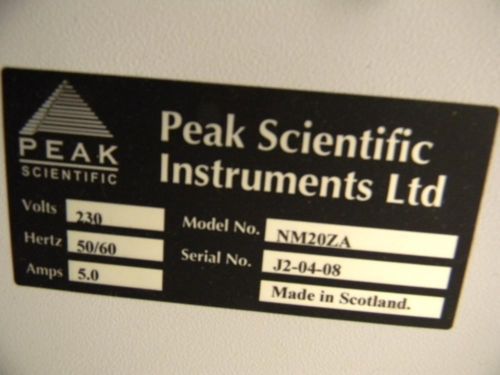 PEAK
SCIENTIFIC
Peak Scientific
Instruments Ltd
Volts 230
Hertz 50/60
Amps 5.0
Model No. NM20ZA
Serial No. J2-04-08
Made in Scotland.